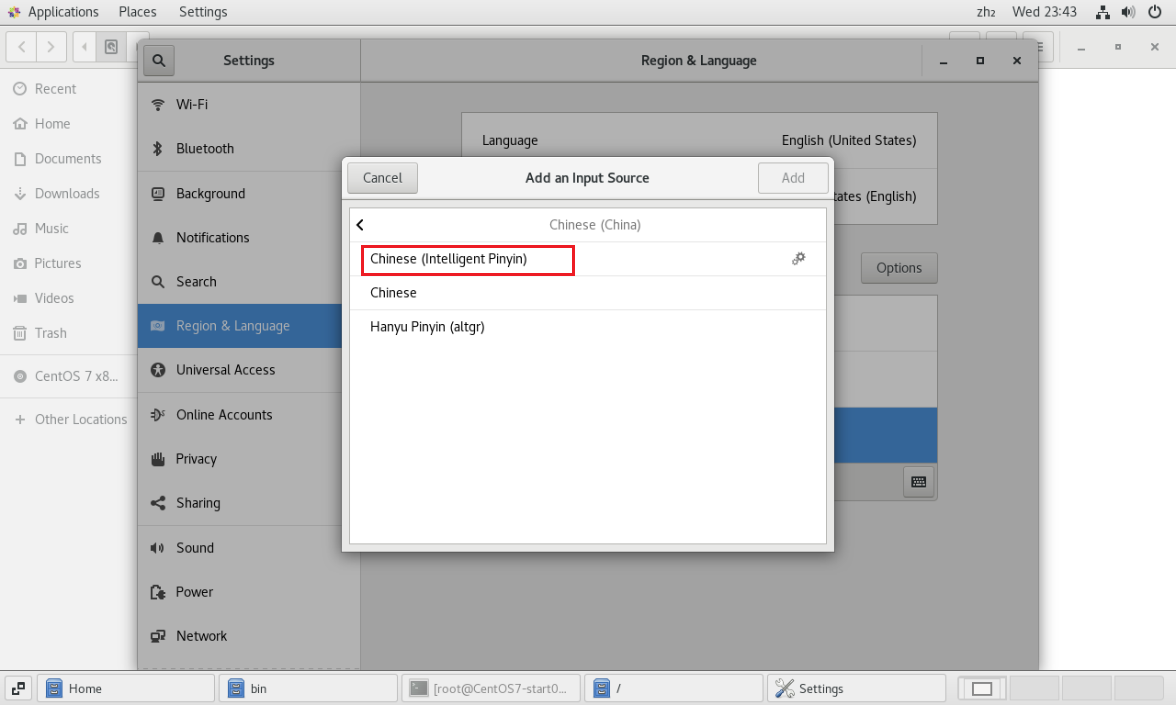 Applications Places Settings zh₂ Wed 23:43
Settings Region & Language
Recent
Home
Documents
Downloads
Music
Pictures
Videos
Trash
CentOS 7 x8...
Other Locations
Wi-Fi
Bluetooth
Background
Notifications
Search
Region & Language
Universal Access
Online Accounts
Privacy
Sharing
Sound
Power
Network
Language English (United States)
tates (English)
Options
Cancel Add an Input Source Add
Chinese (China)
Chinese (Intelligent Pinyin)
Chinese
Hanyu Pinyin (altgr)
Home bin [root@CentOS7-start0... / Settings